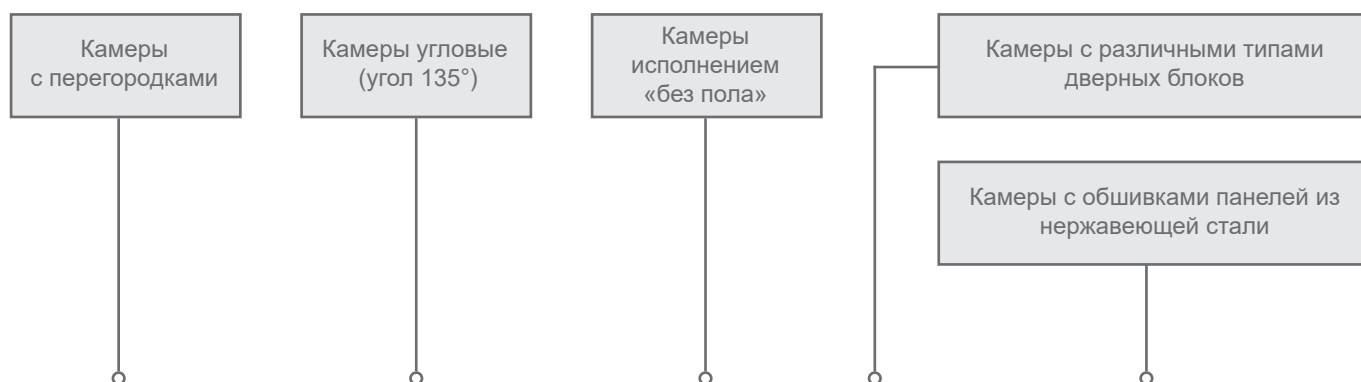 Камеры
с перегородками
Камеры угловые
(угол 135°)
Камеры
исполнением
«без пола»
Камеры с различными типами
дверных блоков
Камеры с обшивками панелей из
нержавеющей стали